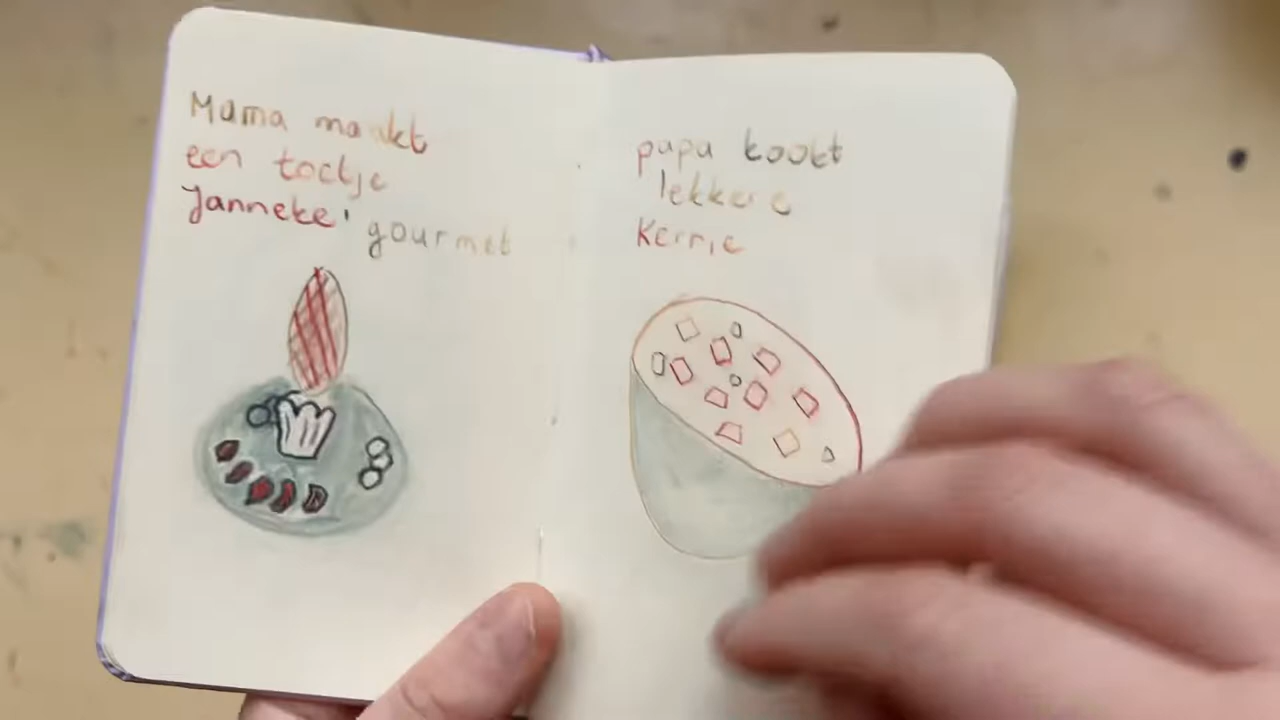 Mama maakt
een toetje
Janneke' gourmet
papa kookt
lekkere
Kerrie